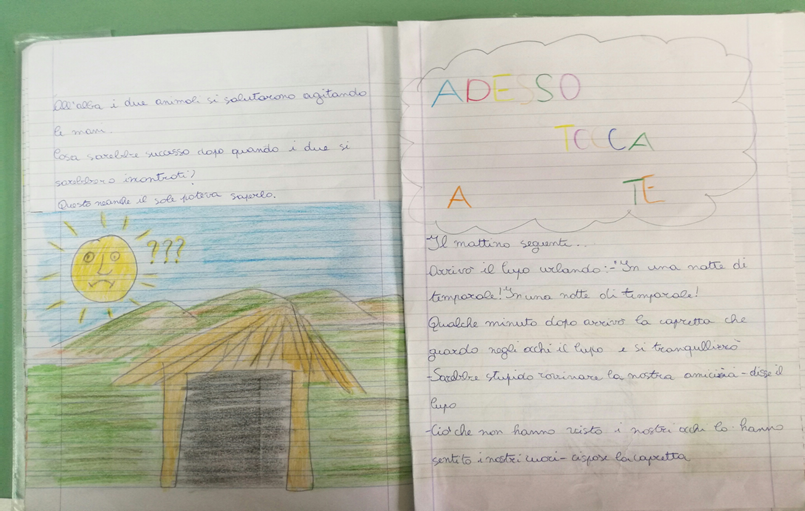 All'alba i due animali si salutarono agitando
le mani.
Cosa sarebbe successo dopo quando i due si
sarebbero incontrati?
Questo neanche il sole poteva saperlo.
???
ADESSO
TOCCA
A TE
Il mattino seguente...
Arrivò il lupo urlando:-"In una notte di
temporale!"In una notte di temporale!
Qualche minuto dopo arrivò la capretta che
guardò negli occhi il lupo e si tranquillizzò
-Sarebbe stupido rovinare la nostra amicizia-disse il
lupo
-Ciò che non hanno visto i nostri occhi lo hanno
sentito i nostri cuori-rispose la capretta